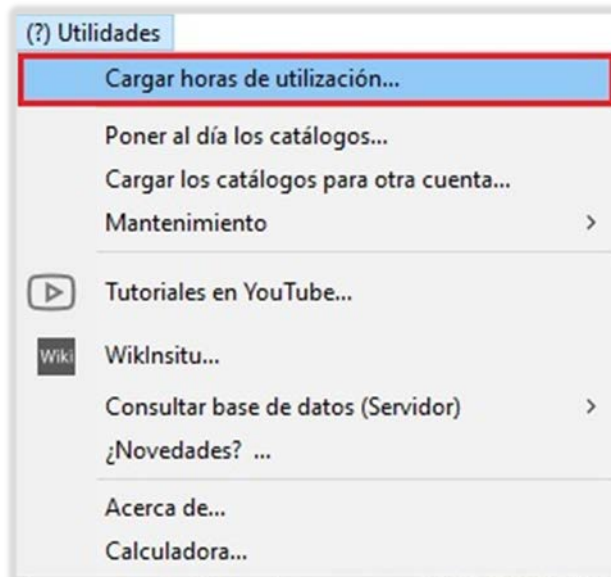 (?) Utilidades
Cargar horas de utilización...
Poner al día los catálogos...
Cargar los catálogos para otra cuenta...
Mantenimiento
Tutoriales en YouTube...
Wiki WikInsitu...
Consultar base de datos (Servidor)
¿Novedades? ...
Acerca de...
Calculadora...